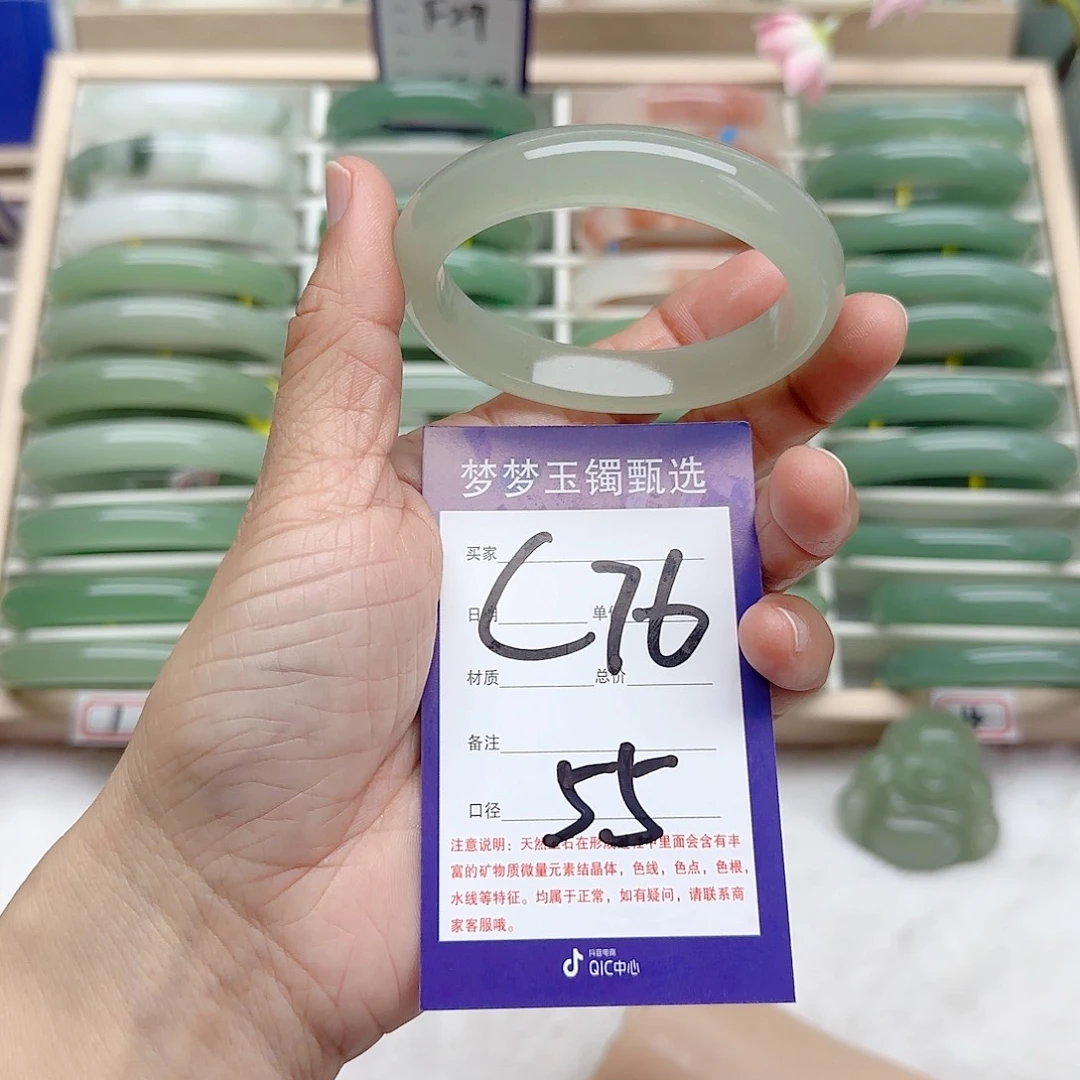 F29
梦梦玉镯甄选
买家
C76
日期 单价
材质 总价
备注
55
口径
注意说明：天然玉石在形成过程中里面会含有丰
富的矿物质微量元素结晶体，色线，色点，色根，
水线等特征。均属于正常，如有疑问，请联系商
家客服哦。
抖音电商
QIC中心